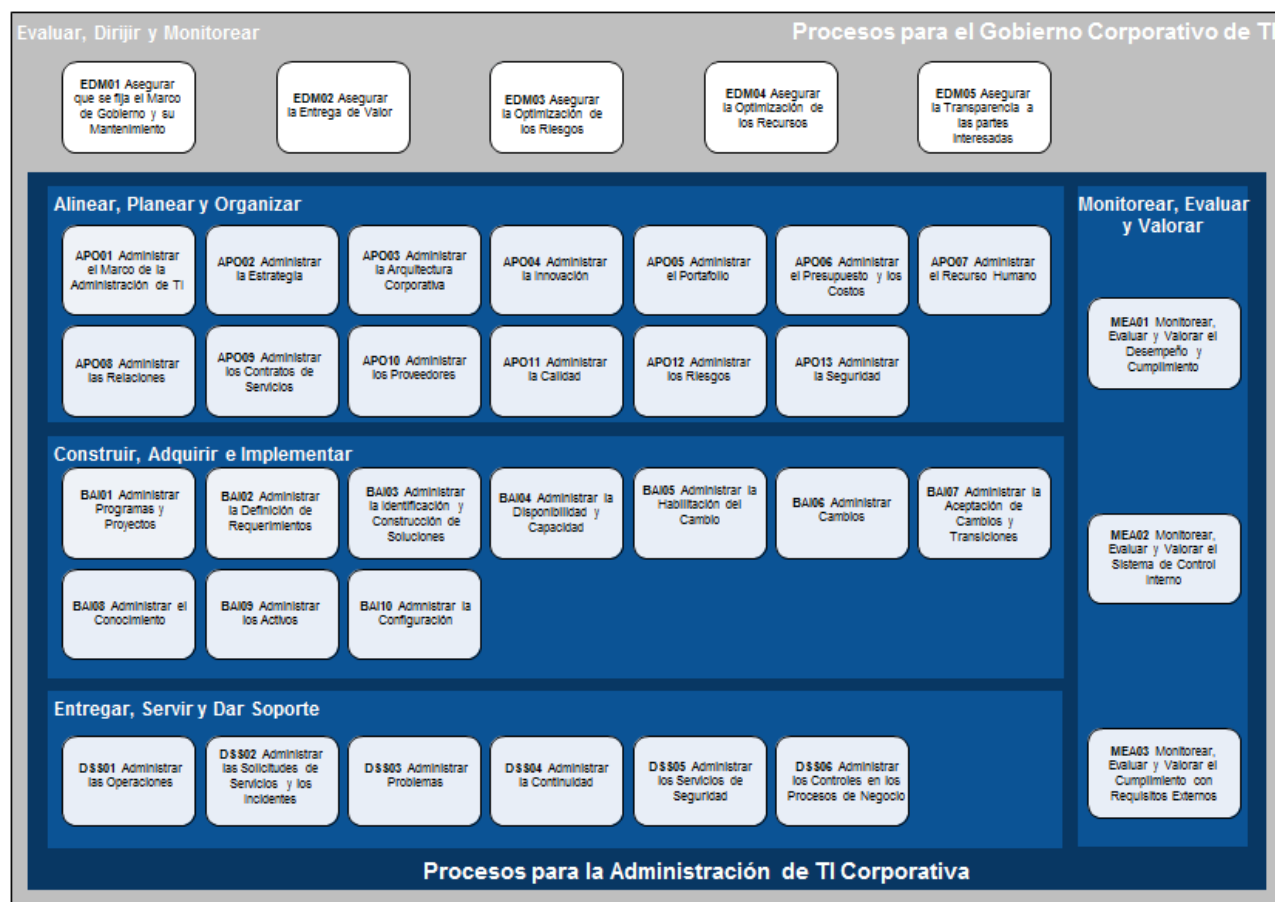 Evaluar, Dirijir y Monitorear
Procesos para el Gobierno Corporativo de TI
EDM01 Asegurar
que se fija el Marco
de Gobierno y su
Mantenimiento
EDM02 Asegurar
la Entrega de Valor
EDM03 Asegurar
la Optimización de
los Riesgos
EDM04 Asegurar
la Optimización de
los Recursos
EDM05 Asegurar
la Transparencia a
las partes
Interesadas
Alinear, Planear y Organizar
APO01 Administrar
el Marco de la
Administración de TI
APO02 Administrar
la Estrategia
APO03 Administrar
la Arquitectura
Corporativa
APO04 Administrar
la Innovación
APO05 Administrar
el Portafolio
APO06 Administrar
el Presupuesto y los
Costos
APO07 Administrar
el Recurso Humano
APO08 Administrar
las Relaciones
APO09 Administrar
los Contratos de
Servicios
APO10 Administrar
los Proveedores
APO11 Administrar
la Calidad
APO12 Administrar
los Riesgos
APO13 Administrar
la Seguridad
Construir, Adquirir e Implementar
BAI01 Administrar
Programas y
Proyectos
BAI02 Administrar
la Definición de
Requerimientos
BAI03 Administrar
la Identificación y
Construcción de
Soluciones
BAI04 Administrar la
Disponibilidad y
Capacidad
BAI05 Administrar la
Habilitación del
Cambio
BAI06 Administrar
Cambios
BAI07 Administrar la
Aceptación de
Cambios y
Transiciones
BAI08 Administrar el
Conocimiento
BAI09 Administrar
los Activos
BAI10 Admnistrar la
Configuración
Entregar, Servir y Dar Soporte
DSS01 Administrar
las Operaciones
DSS02 Administrar
las Solicitudes de
Servicios y los
Incidentes
DSS03 Administrar
Problemas
DSS04 Administrar
la Continuidad
DSS05 Administrar
los Servicios de
Seguridad
DSS06 Administrar
los Controles en los
Procesos de Negocio
Monitorear, Evaluar
y Valorar
MEA01 Monitorear,
Evaluar y Valorar el
Desempeño y
Cumplimiento
MEA02 Monitorear,
Evaluar y Valorar el
Sistema de Control
Interno
MEA03 Monitorear,
Evaluar y Valorar el
Cumplimiento con
Requisitos Externos
Procesos para la Administración de TI Corporativa